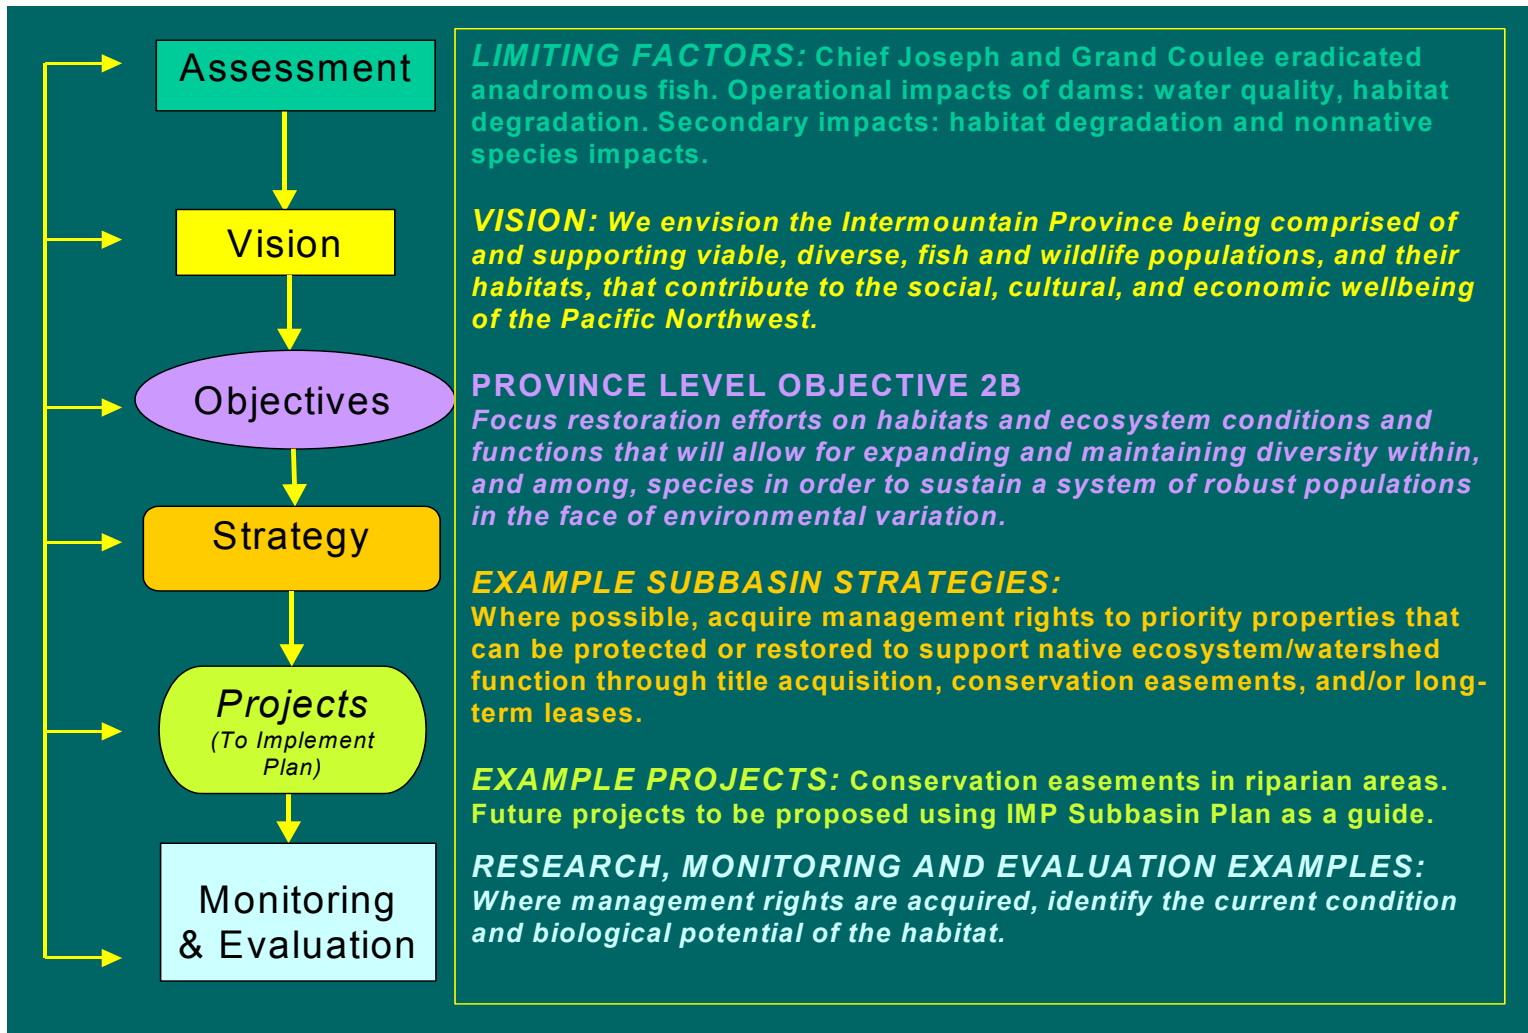 Assessment
Vision
Objectives
Strategy
Projects
(To Implement
Plan)
Monitoring
& Evaluation
LIMITING FACTORS: Chief Joseph and Grand Coulee eradicated
anadromous fish. Operational impacts of dams: water quality, habitat
degradation. Secondary impacts: habitat degradation and nonnative
species impacts.
VISION: We envision the Intermountain Province being comprised of
and supporting viable, diverse, fish and wildlife populations, and their
habitats, that contribute to the social, cultural, and economic wellbeing
of the Pacific Northwest.
PROVINCE LEVEL OBJECTIVE 2B
Focus restoration efforts on habitats and ecosystem conditions and
functions that will allow for expanding and maintaining diversity within,
and among, species in order to sustain a system of robust populations
in the face of environmental variation.
EXAMPLE SUBBASIN STRATEGIES:
Where possible, acquire management rights to priority properties that
can be protected or restored to support native ecosystem/watershed
function through title acquisition, conservation easements, and/or long-
term leases.
EXAMPLE PROJECTS: Conservation easements in riparian areas.
Future projects to be proposed using IMP Subbasin Plan as a guide.
RESEARCH, MONITORING AND EVALUATION EXAMPLES:
Where management rights are acquired, identify the current condition
and biological potential of the habitat.